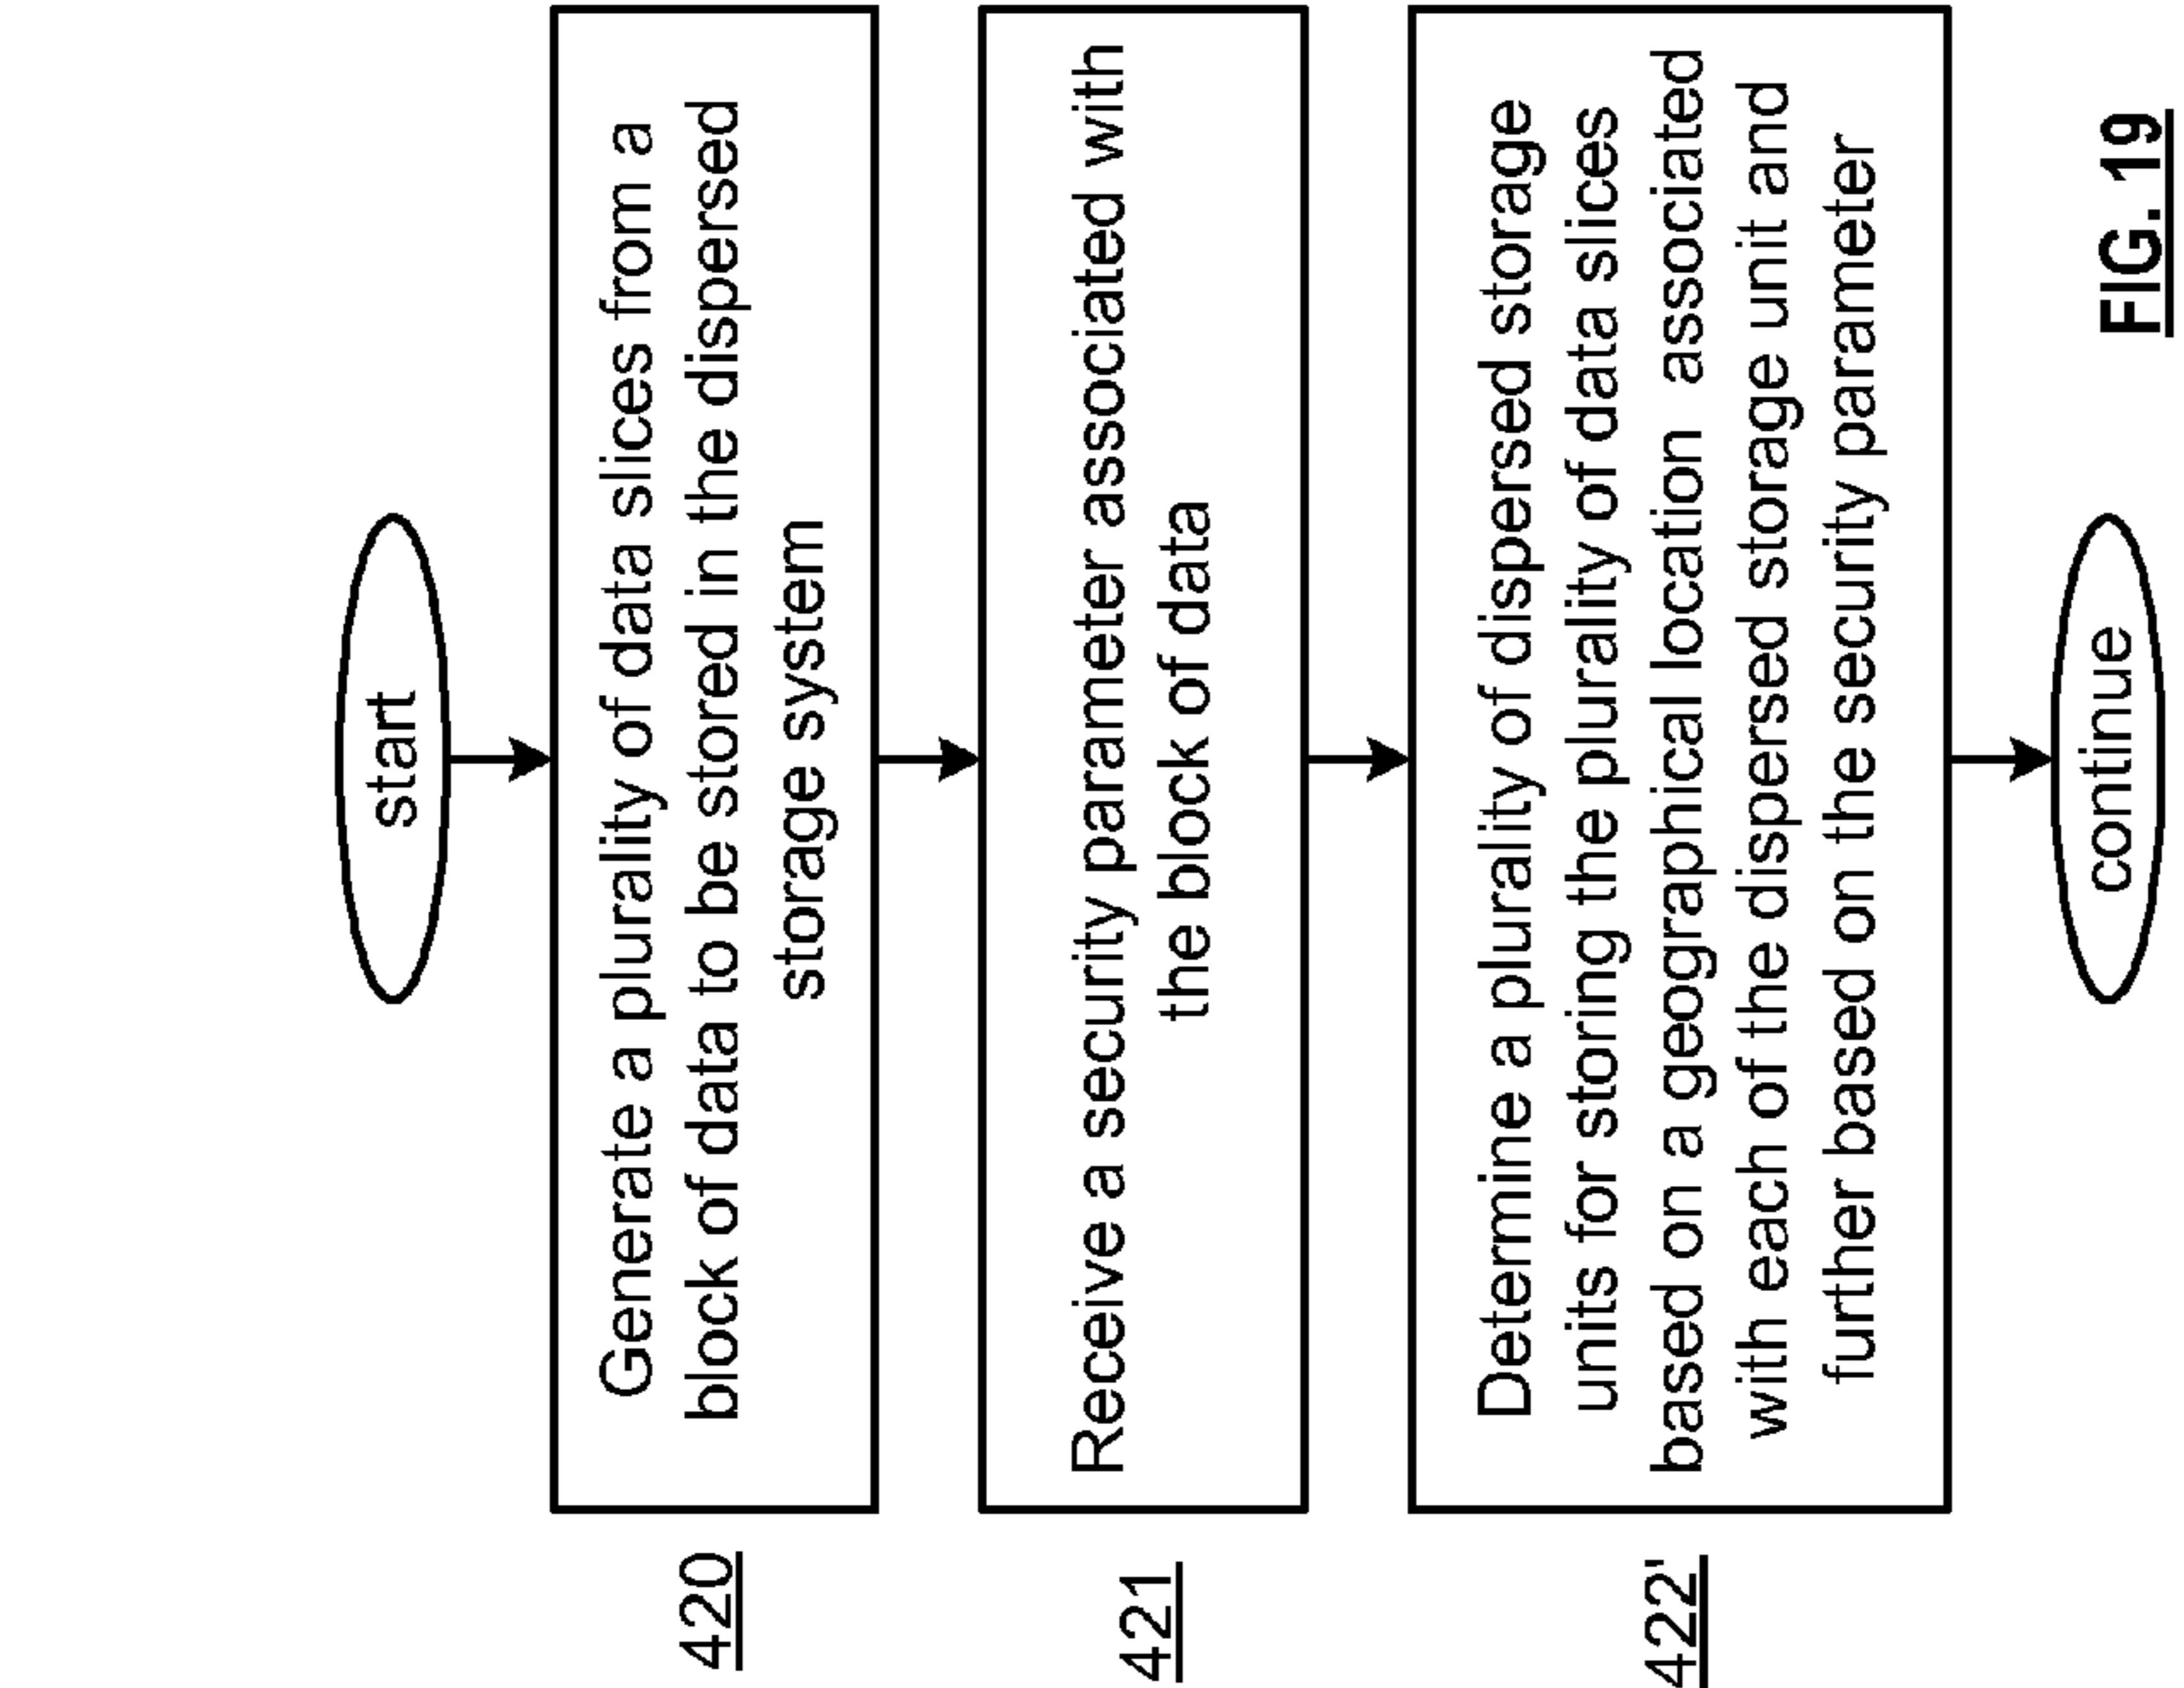 start
420
Generate a plurality of data slices from a
block of data to be stored in the dispersed
storage system
421
Receive a security parameter associated with
the block of data
422'
Determine a plurality of dispersed storage
units for storing the plurality of data slices
based on a geographical location associated
with each of the dispersed storage unit and
further based on the security parameter
continue
FIG. 19